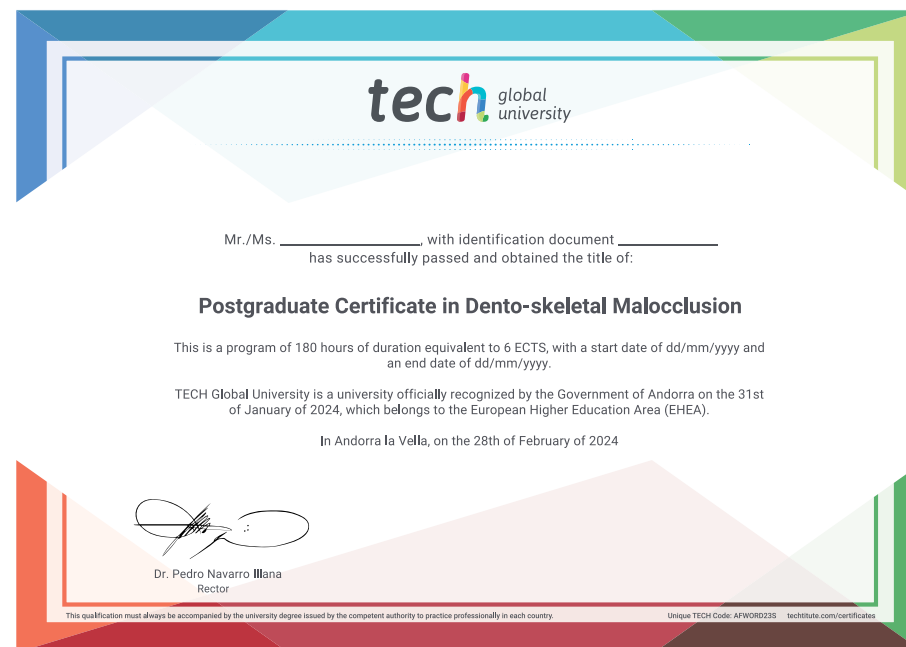 tech global
university
Mr./Ms. ______________, with identification document __________
has successfully passed and obtained the title of:
Postgraduate Certificate in Dento-skeletal Malocclusion
This is a program of 180 hours of duration equivalent to 6 ECTS, with a start date of dd/mm/yyyy and
an end date of dd/mm/yyyy.
TECH Global University is a university officially recognized by the Government of Andorra on the 31st
of January of 2024, which belongs to the European Higher Education Area (EHEA).
In Andorra la Vella, on the 28th of February of 2024
Dr. Pedro Navarro Illana
Rector
This qualification must always be accompanied by the university degree issued by the competent authority to practice professionally in each country.
Unique TECH Code: AFWORD23S techtitute.com/certificates